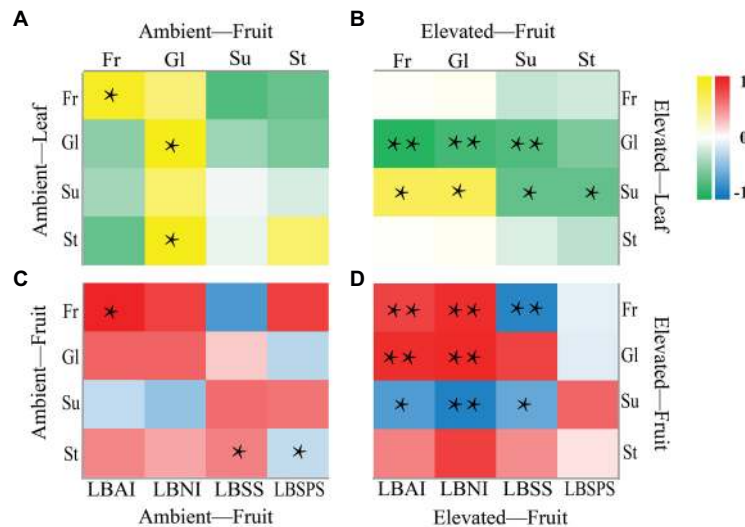 A
Ambient—Fruit
Fr Gl Su St
Ambient—Leaf
Fr
Gl
Su
St
B
Elevated—Fruit
Fr Gl Su St
Elevated—Leaf
Fr
Gl
Su
St
1 1
0
-1
C
Ambient—Fruit
Fr
Gl
Su
St
LBAI LBNI LBSS LBSPS
Ambient—Fruit
D
Elevated—Fruit
Fr
Gl
Su
St
LBAI LBNI LBSS LBSPS
Elevated—Fruit